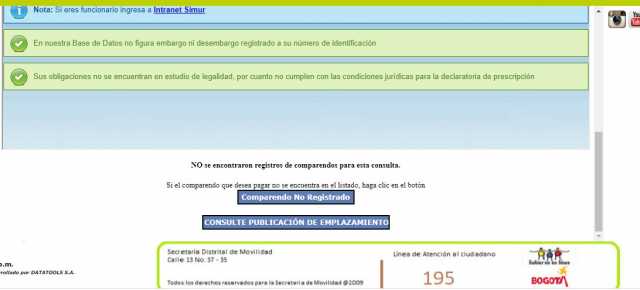 Nota: Si eres funcionario ingresa a Intranet Simur
En nuestra Base de Datos no figura embargo ni desembargo registrado a su número de identificación
Sus obligaciones no se encuentran en estudio de legalidad, por cuanto no cumplen con las condiciones jurídicas para la declaratoria de prescripción
NO se encontraron registros de comparendos para esta consulta.
Si el comparendo que desea pagar no se encuentra en el listado, haga clic en el botón
Comparendo No Registrado
CONSULTE PUBLICACIÓN DE EMPLAZAMIENTO
p.m.
rrollado por DATATOOLS S.A.
Secretaría Distrital de Movilidad
Calle 13 No. 37 - 35
Todos los derechos reservados para la Secretaría de Movilidad @2009
Línea de Atención al ciudadano
195
BOGOTÁ